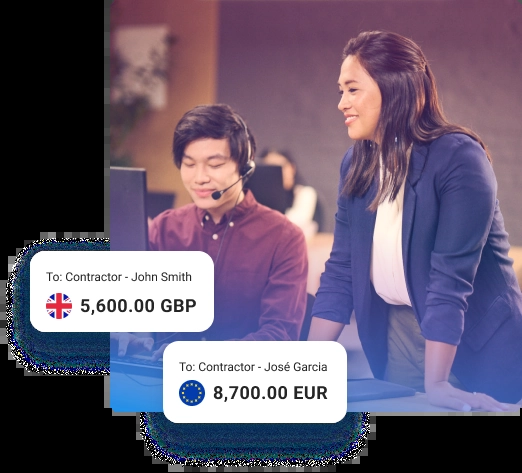 To: Contractor - John Smith
5,600.00 GBP
To: Contractor - José Garcia
8,700.00 EUR